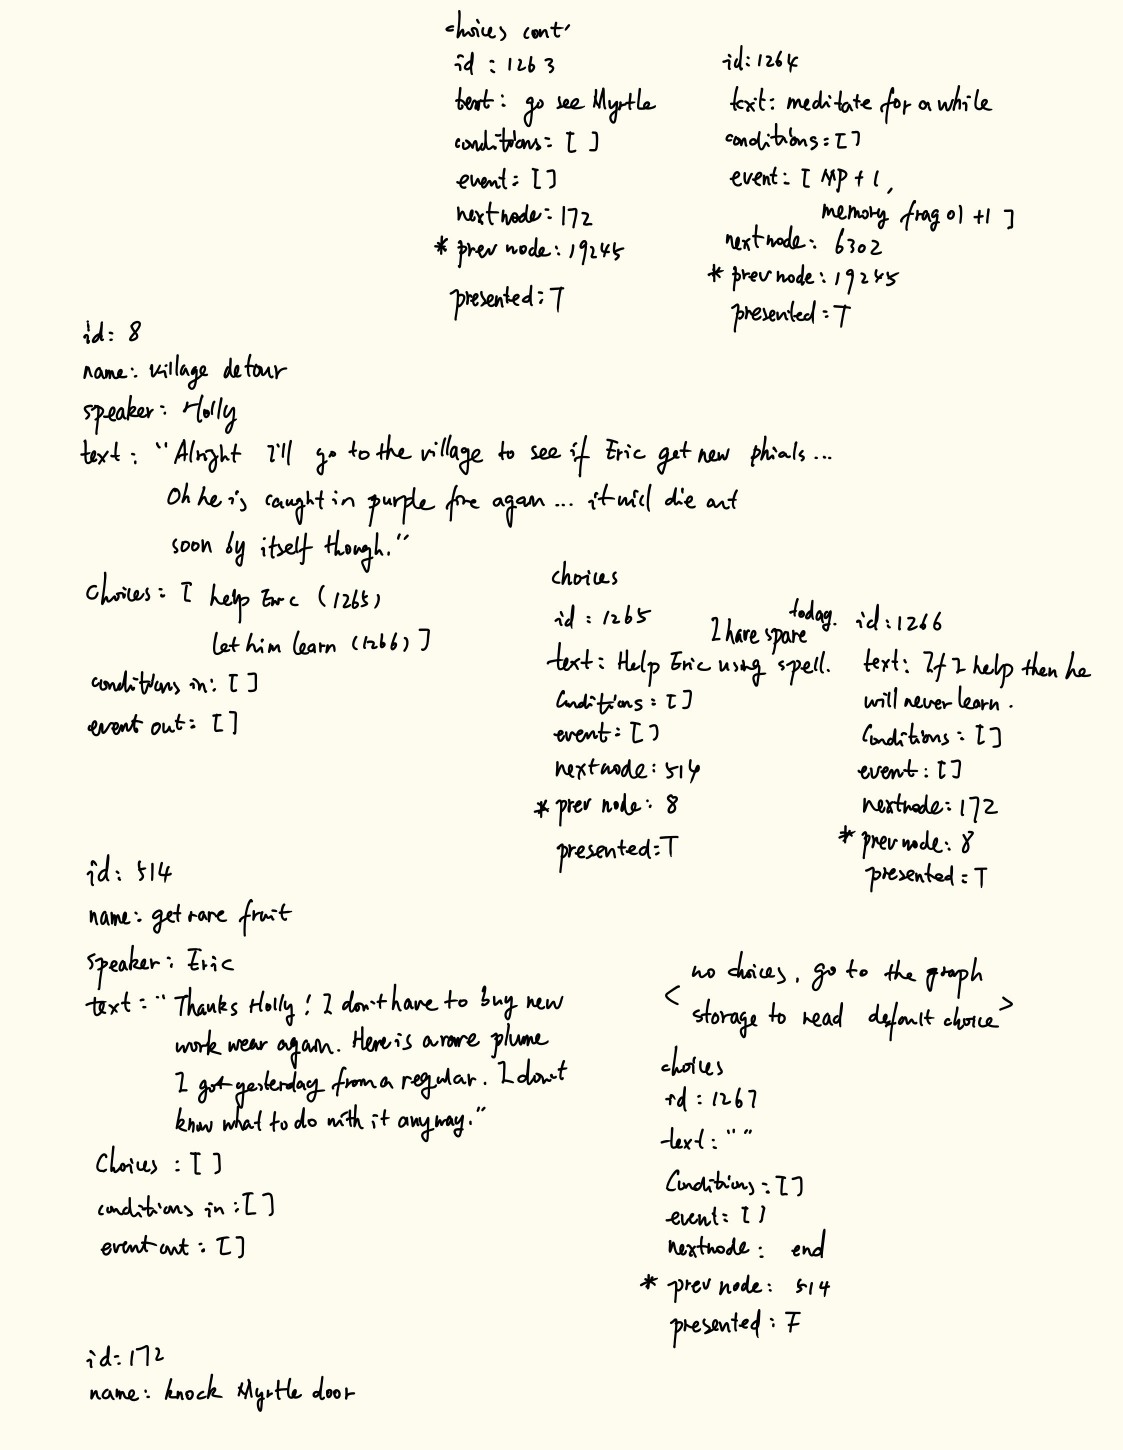 choices cont'
id : 1263
text: go see Myrtle
conditions: [ ]
event: []
nextnode: 172
* prev node: 19245
presented: T
id: 1264
text: meditate for a while
conditions: []
event: [ MP + 1,
memory frag 01 +1 ]
nextnode: 6302
* prev node: 19245
presented: T
id: 8
name: village detour
speaker: Holly
text: "Alright I'll go to the village to see if Eric get new phials...
Oh he is caught in purple fire again... it will die out
soon by itself though."
choices: [ help Eric (1265)
let him learn (1266) ]
conditions in: []
event out: []
choices
id: 1265
today.
I have spare
text: Help Eric using spell.
Conditions: []
event: []
nextnode: 514
* prev node: 8
presented: T
id: 1266
text: If I help then he
will never learn.
Conditions: []
event: []
nextnode: 172
* prev node: 8
presented: T
id: 514
name: get rare fruit
speaker: Eric
text: "Thanks Holly! I don't have to buy new
work wear again. Here is a rare plume
I got yesterday from a regular. I don't
know what to do with it anyway."
Choices: []
conditions in: []
event out: []
< no choices, go to the graph
storage to read default choice >
choices
id: 1267
text: " "
Conditions: []
event: []
nextnode: end
* prev node: 514
presented: F
id: 172
name: knock Myrtle door